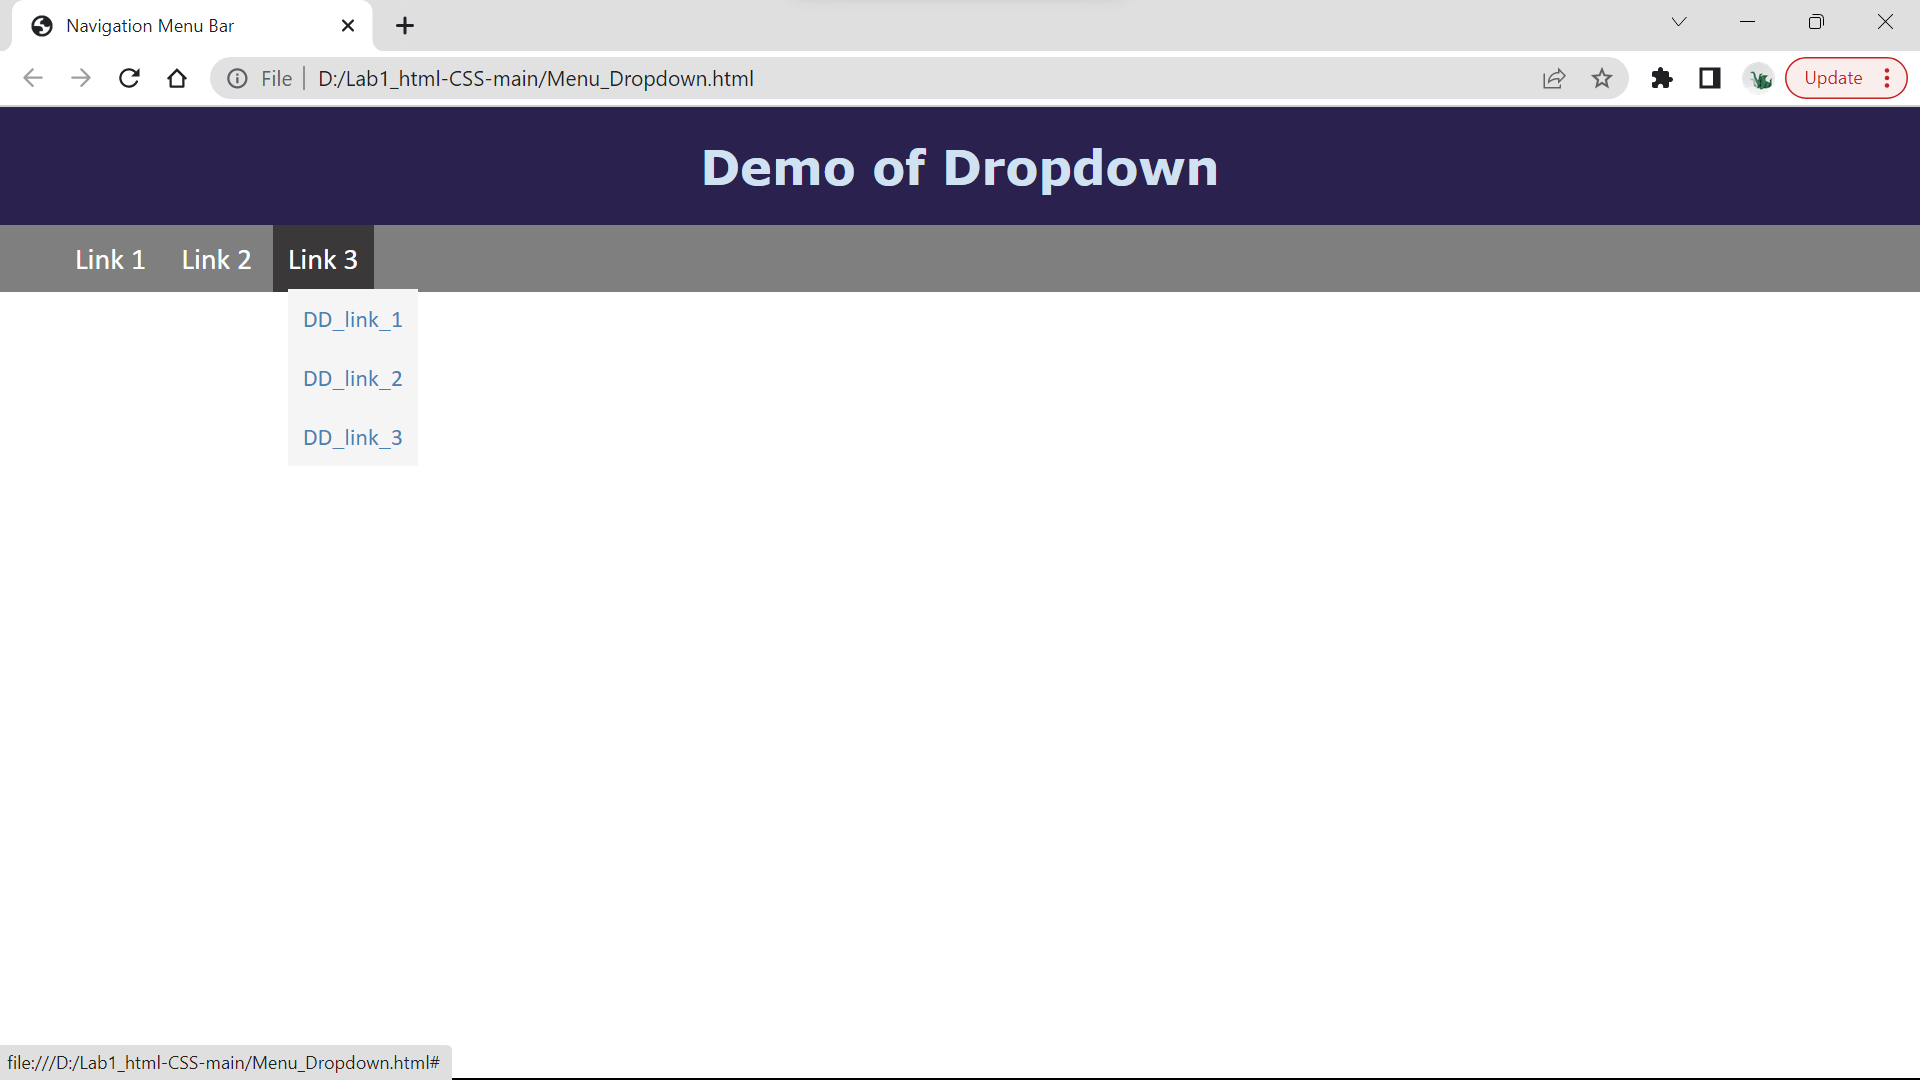 Navigation Menu Bar
File D:/Lab1_html-CSS-main/Menu_Dropdown.html
Update
Demo of Dropdown
Link 1 Link 2 Link 3
DD_link_1
DD_link_2
DD_link_3
file:///D:/Lab1_html-CSS-main/Menu_Dropdown.html#